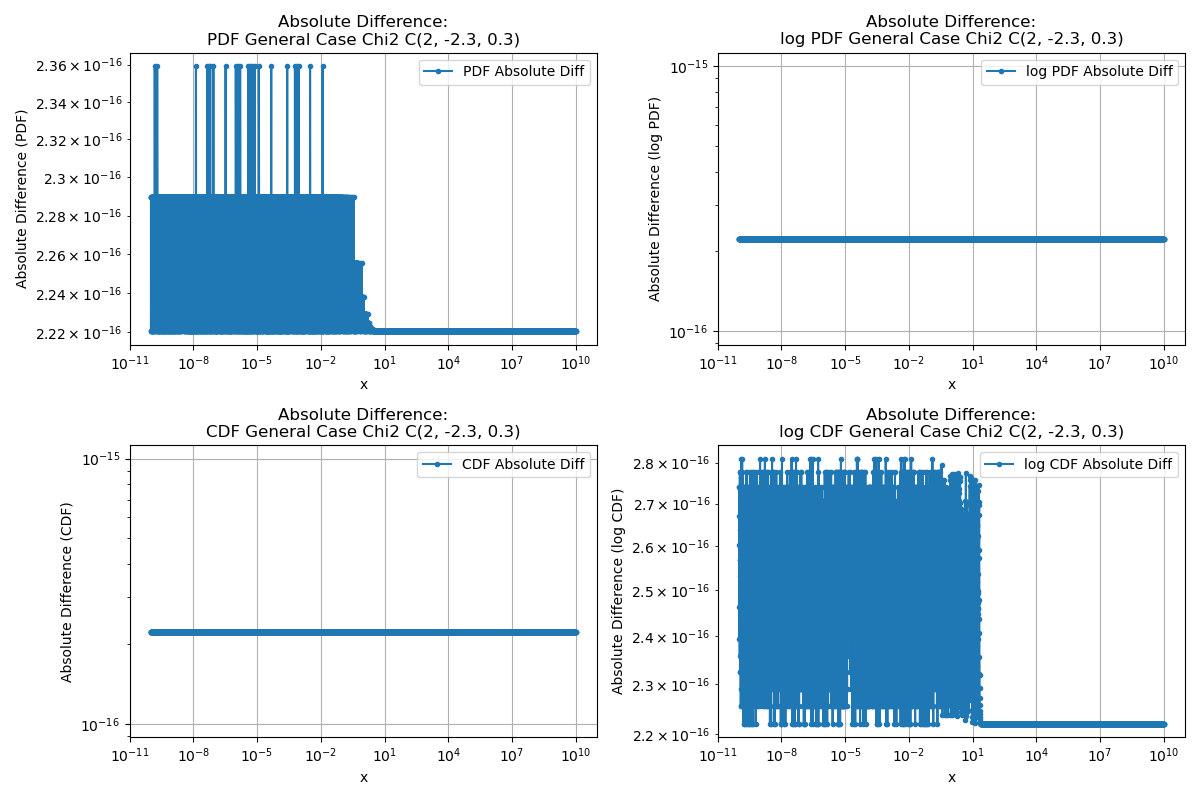 Absolute Difference:
PDF General Case Chi2 C(2, -2.3, 0.3)
PDF Absolute Diff
Absolute Difference (PDF)
2.36 × 10⁻¹⁶
2.34 × 10⁻¹⁶
2.32 × 10⁻¹⁶
2.3 × 10⁻¹⁶
2.28 × 10⁻¹⁶
2.26 × 10⁻¹⁶
2.24 × 10⁻¹⁶
2.22 × 10⁻¹⁶
10⁻¹¹ 10⁻⁸ 10⁻⁵ 10⁻² 10¹ 10⁴ 10⁷ 10¹⁰
x
Absolute Difference:
log PDF General Case Chi2 C(2, -2.3, 0.3)
log PDF Absolute Diff
Absolute Difference (log PDF)
10⁻¹⁵
10⁻¹⁶
10⁻¹¹ 10⁻⁸ 10⁻⁵ 10⁻² 10¹ 10⁴ 10⁷ 10¹⁰
x
Absolute Difference:
CDF General Case Chi2 C(2, -2.3, 0.3)
CDF Absolute Diff
Absolute Difference (CDF)
10⁻¹⁵
10⁻¹⁶
10⁻¹¹ 10⁻⁸ 10⁻⁵ 10⁻² 10¹ 10⁴ 10⁷ 10¹⁰
x
Absolute Difference:
log CDF General Case Chi2 C(2, -2.3, 0.3)
log CDF Absolute Diff
Absolute Difference (log CDF)
2.8 × 10⁻¹⁶
2.7 × 10⁻¹⁶
2.6 × 10⁻¹⁶
2.5 × 10⁻¹⁶
2.4 × 10⁻¹⁶
2.3 × 10⁻¹⁶
2.2 × 10⁻¹⁶
10⁻¹¹ 10⁻⁸ 10⁻⁵ 10⁻² 10¹ 10⁴ 10⁷ 10¹⁰
x